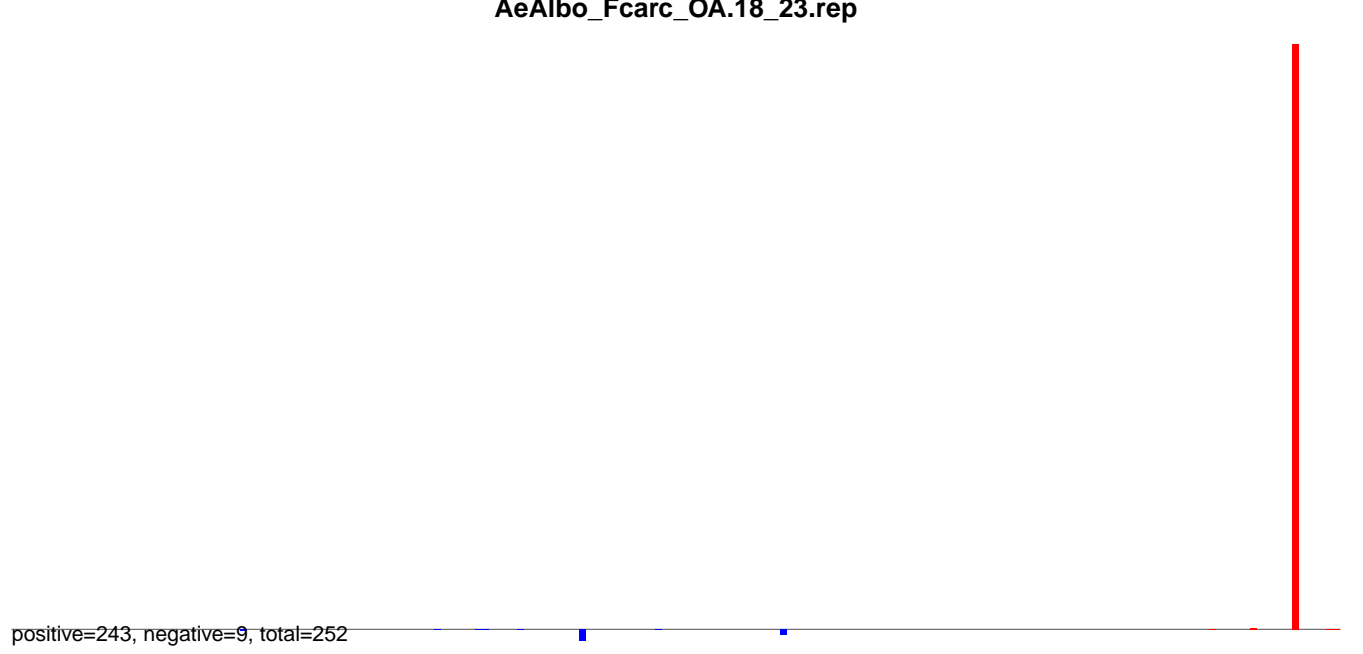 AeAlbo_Fcarc_OA.18_23.rep
positive=243, negative=9, total=252